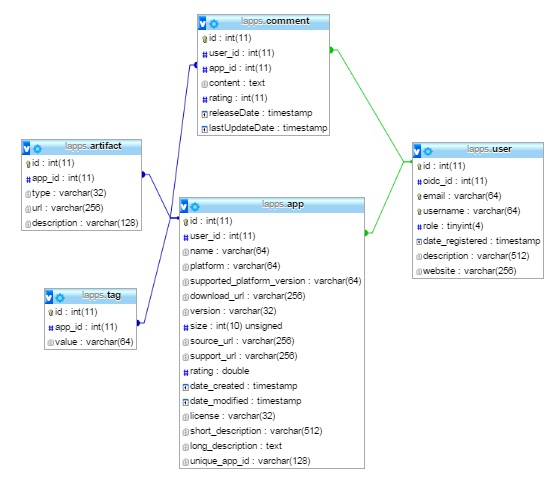 lapps.comment
id : int(11)
user_id : int(11)
app_id : int(11)
content : text
rating : int(11)
releaseDate : timestamp
lastUpdateDate : timestamp
lapps.artifact
id : int(11)
app_id : int(11)
type : varchar(32)
url : varchar(256)
description : varchar(128)
lapps.user
id : int(11)
oidc_id : int(11)
email : varchar(64)
username : varchar(64)
role : tinyint(4)
date_registered : timestamp
description : varchar(512)
website : varchar(256)
lapps.app
id : int(11)
user_id : int(11)
name : varchar(64)
platform : varchar(64)
supported_platform_version : varchar(64)
download_url : varchar(256)
version : varchar(32)
size : int(10) unsigned
source_url : varchar(256)
support_url : varchar(256)
rating : double
date_created : timestamp
date_modified : timestamp
license : varchar(32)
short_description : varchar(512)
long_description : text
unique_app_id : varchar(128)
lapps.tag
id : int(11)
app_id : int(11)
value : varchar(64)